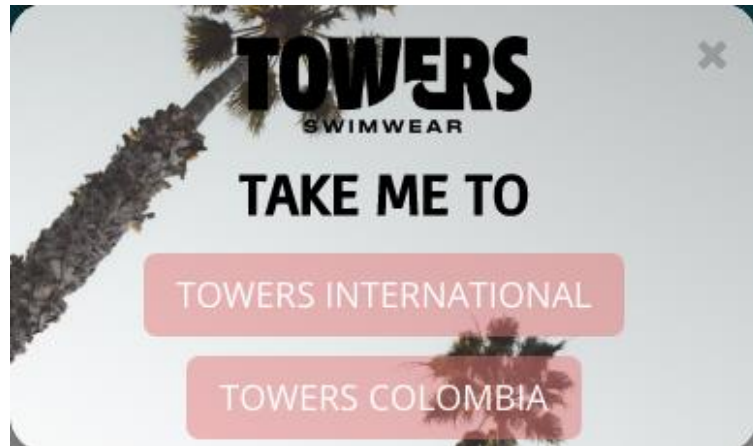 TOWERS
SWIMWEAR
TAKE ME TO
TOWERS INTERNATIONAL
TOWERS COLOMBIA